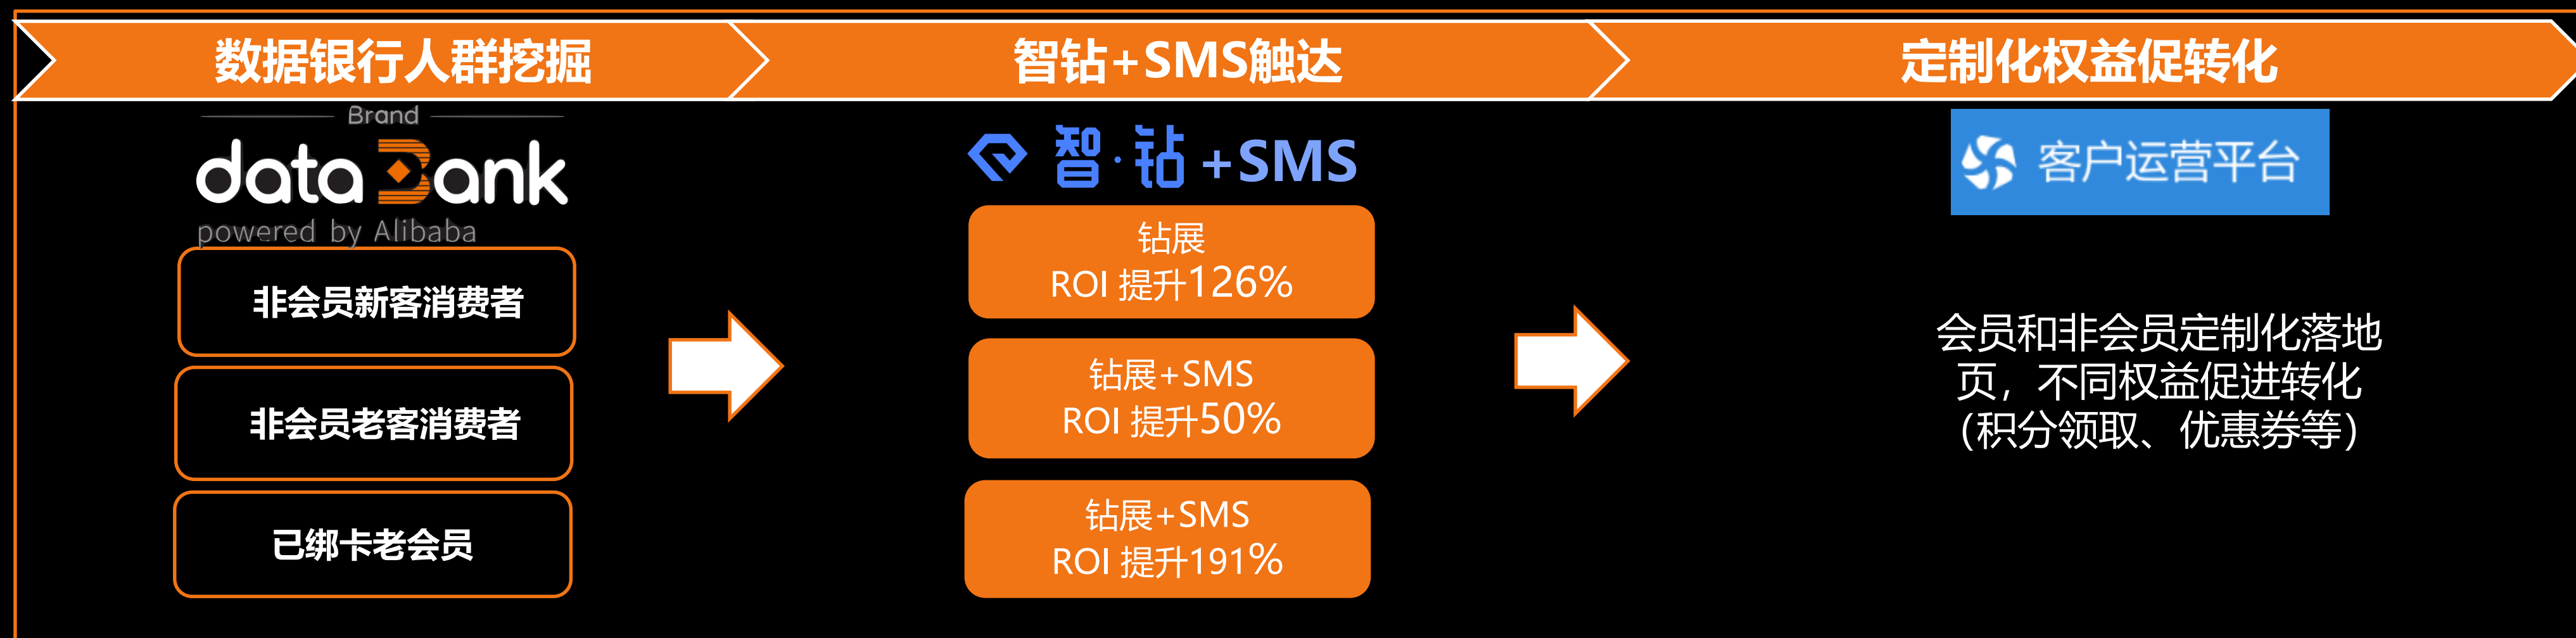 数据银行人群挖掘
智钻+SMS触达
定制化权益促转化
Brand
data Bank
powered by Alibaba
非会员新客消费者
非会员老客消费者
已绑卡老会员
智·钻 +SMS
钻展
ROI 提升126%
钻展+SMS
ROI 提升50%
钻展+SMS
ROI 提升191%
客户运营平台
会员和非会员定制化落地
页，不同权益促进转化
（积分领取、优惠券等）